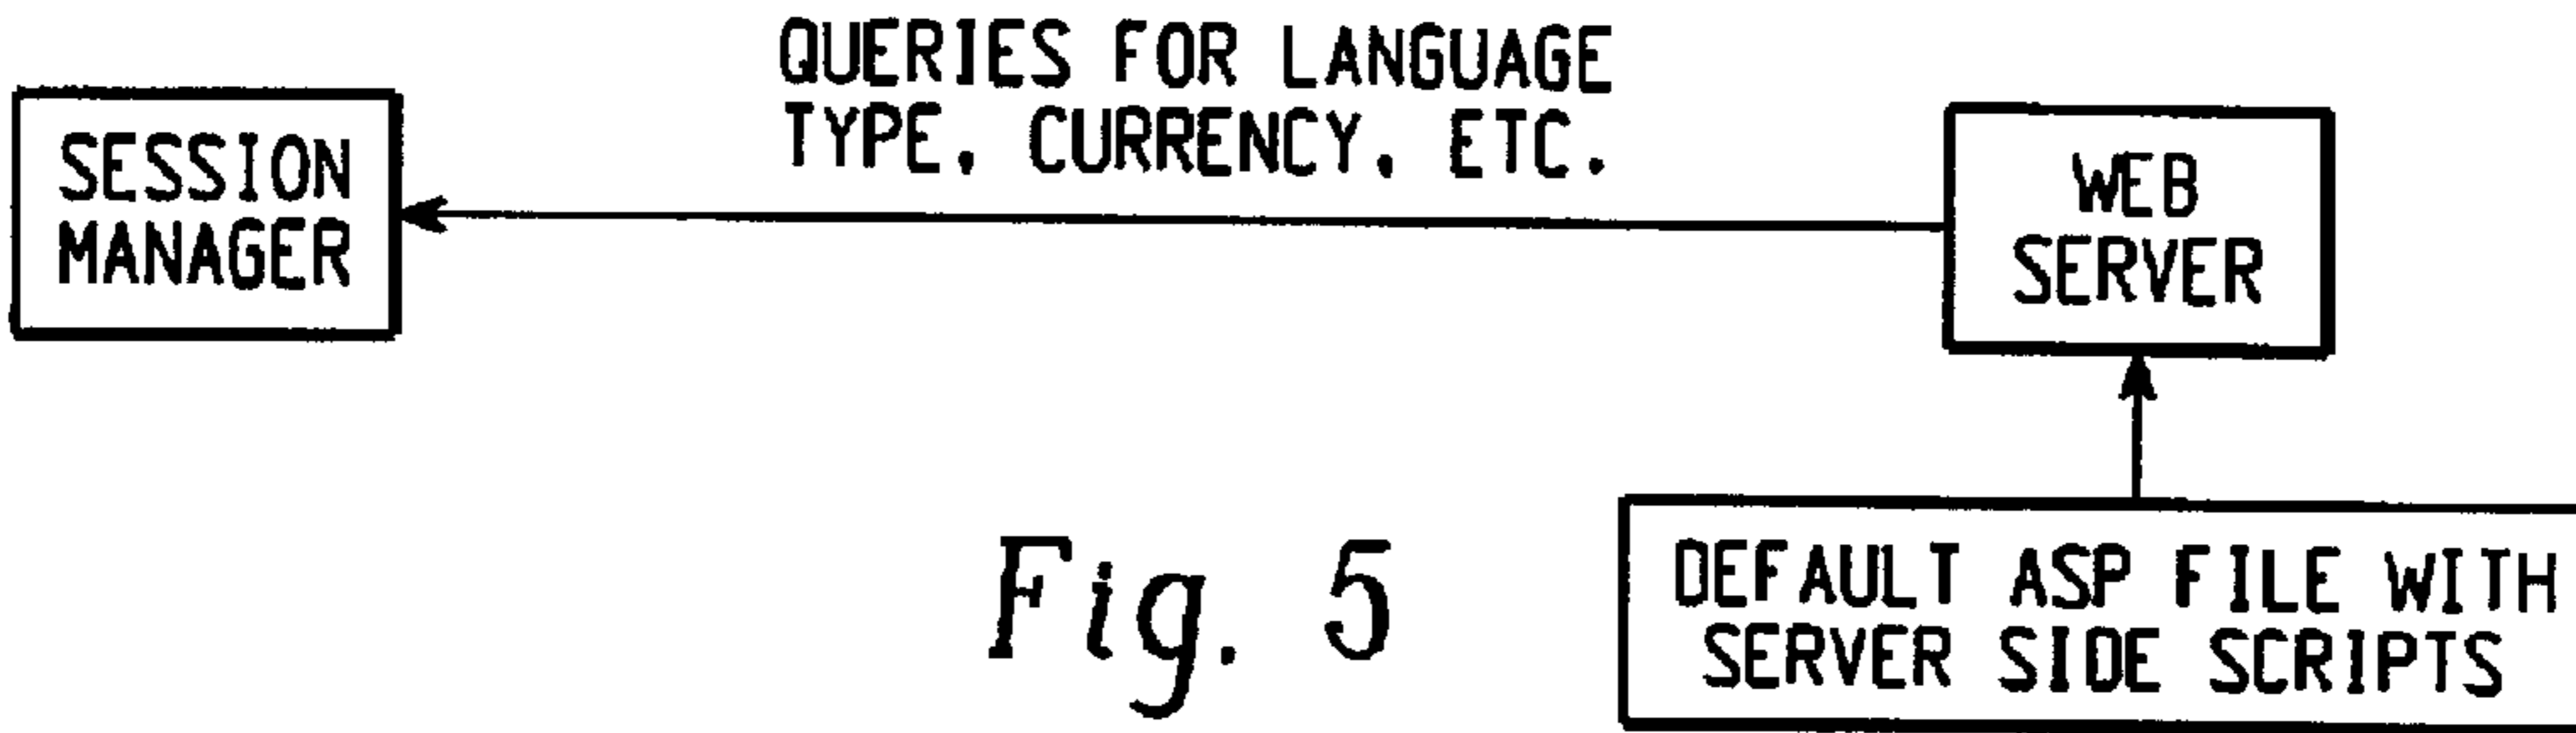 QUERIES FOR LANGUAGE
TYPE, CURRENCY, ETC.
SESSION
MANAGER
WEB
SERVER
DEFAULT ASP FILE WITH
SERVER SIDE SCRIPTS
Fig. 5